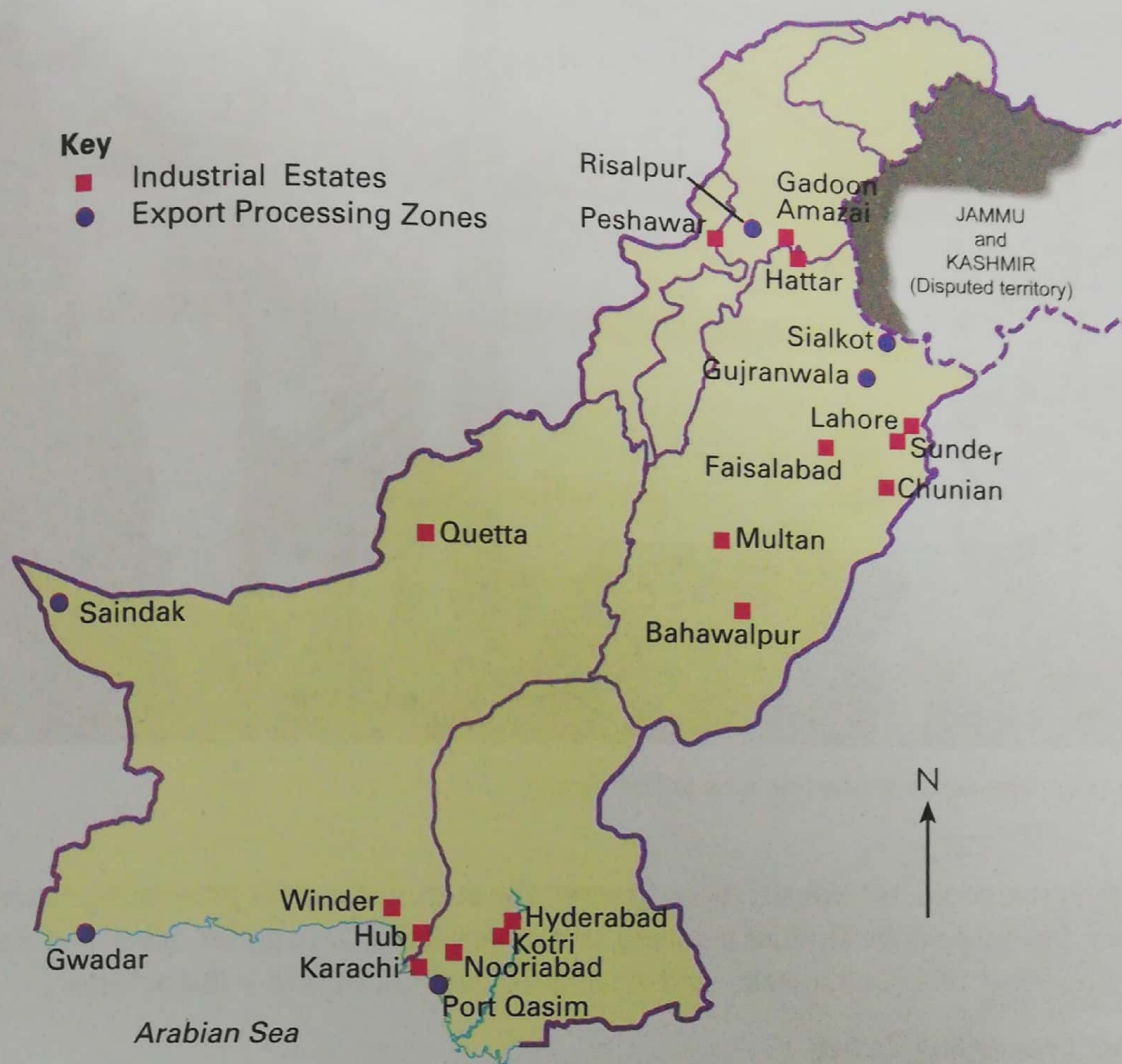 Key
Industrial Estates
Export Processing Zones
Risalpur
Gadoon
Amazai
Peshawar
Hattar
JAMMU
and
KASHMIR
(Disputed territory)
Sialkot
Gujranwala
Lahore
Sunder
Faisalabad
Chunian
Quetta
Multan
Saindak
Bahawalpur
N
Winder
Hyderabad
Hub
Kotri
Gwadar
Karachi
Nooriabad
Port Qasim
Arabian Sea